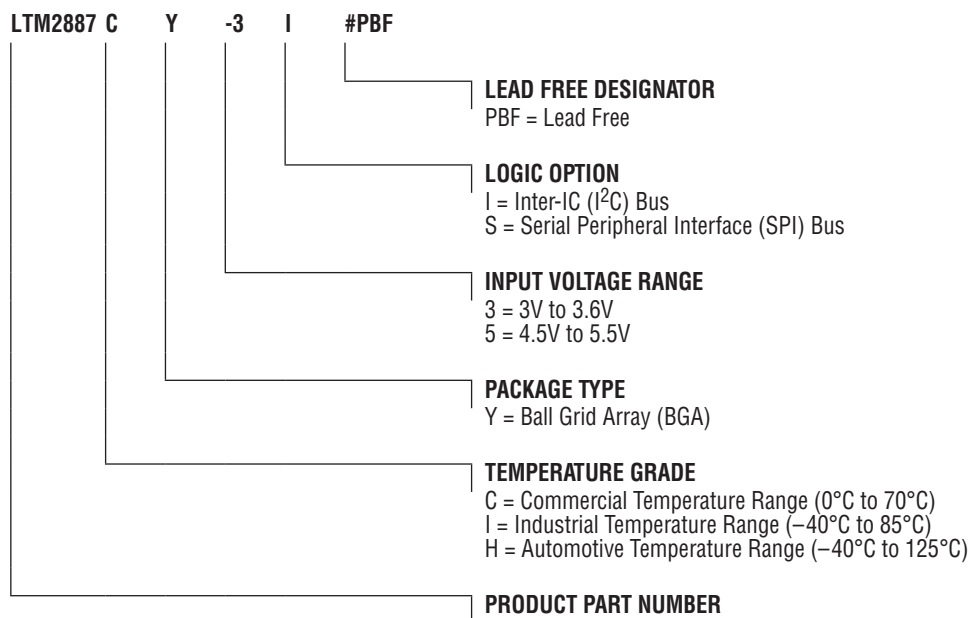 LTM2887 C Y -3 I #PBF
LEAD FREE DESIGNATOR
PBF = Lead Free
LOGIC OPTION
I = Inter-IC (I²C) Bus
S = Serial Peripheral Interface (SPI) Bus
INPUT VOLTAGE RANGE
3 = 3V to 3.6V
5 = 4.5V to 5.5V
PACKAGE TYPE
Y = Ball Grid Array (BGA)
TEMPERATURE GRADE
C = Commercial Temperature Range (0°C to 70°C)
I = Industrial Temperature Range (–40°C to 85°C)
H = Automotive Temperature Range (–40°C to 125°C)
PRODUCT PART NUMBER